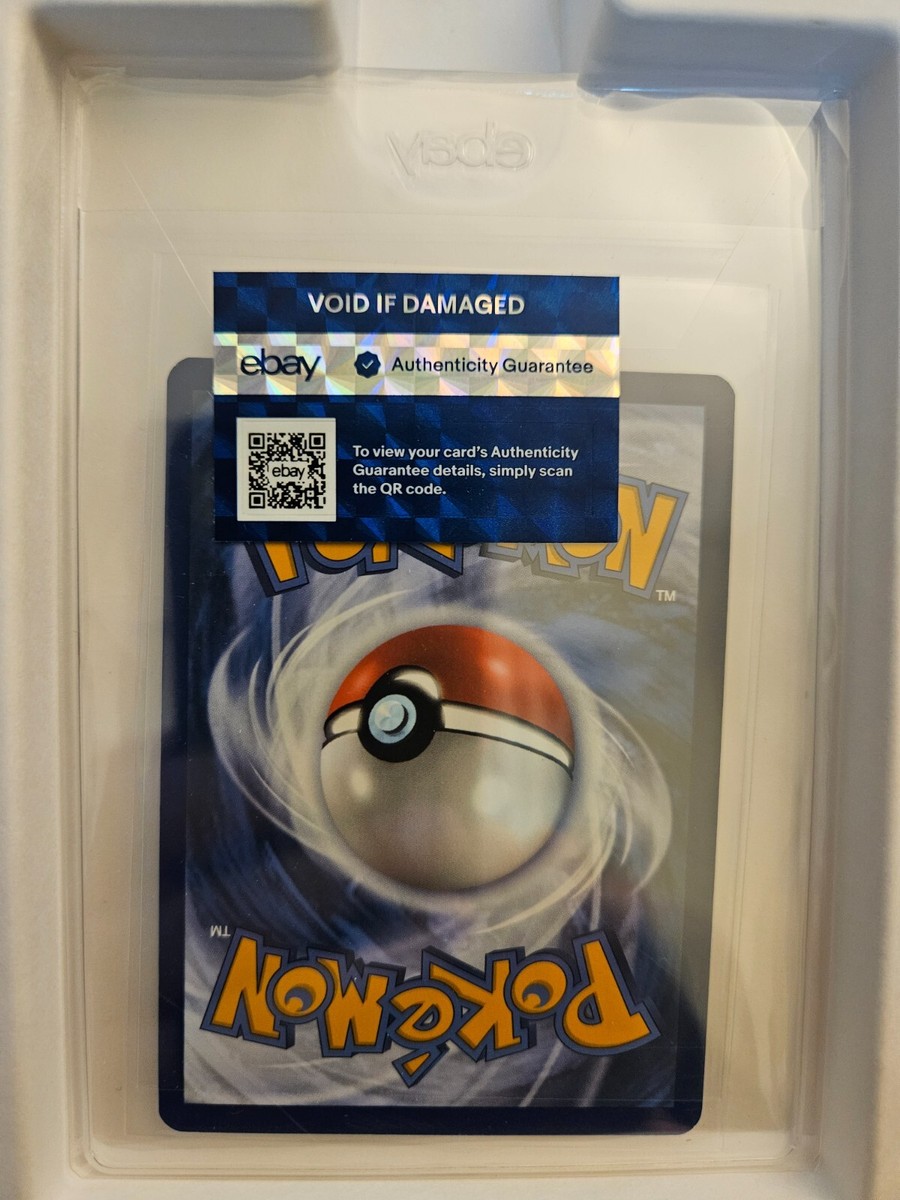 ebay
VOID IF DAMAGED
ebay Authenticity Guarantee
ebay
To view your card's Authenticity
Guarantee details, simply scan
the QR code.
POKéMON
TM
TM
POKéMON